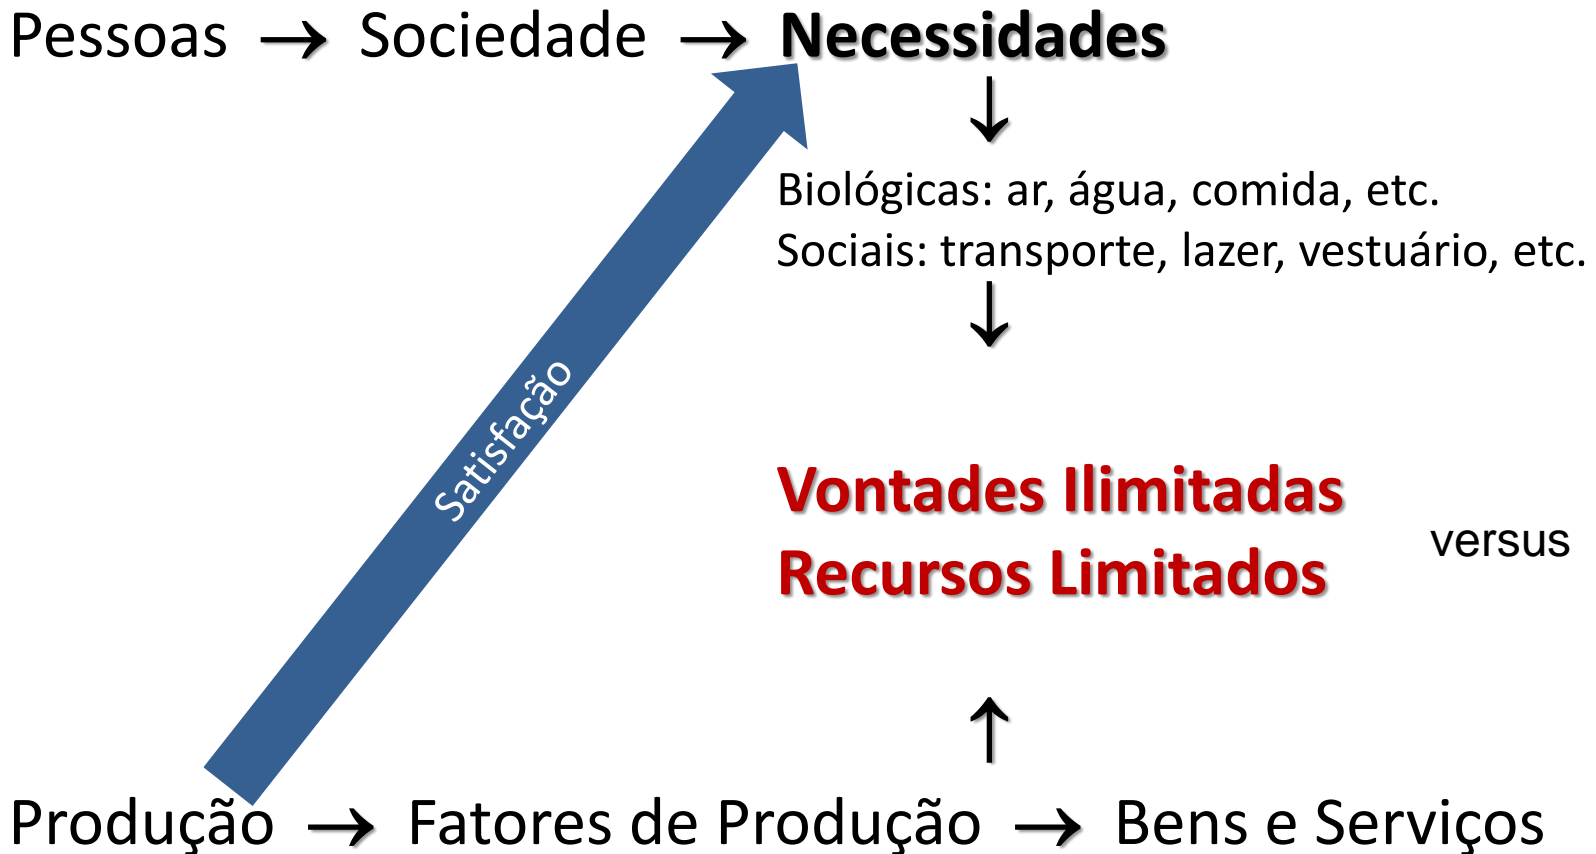 Pessoas → Sociedade → Necessidades
↓
Biológicas: ar, água, comida, etc.
Sociais: transporte, lazer, vestuário, etc.
↓
Satisfação
Vontades Ilimitadas
versus
Recursos Limitados
↑
Produção → Fatores de Produção → Bens e Serviços